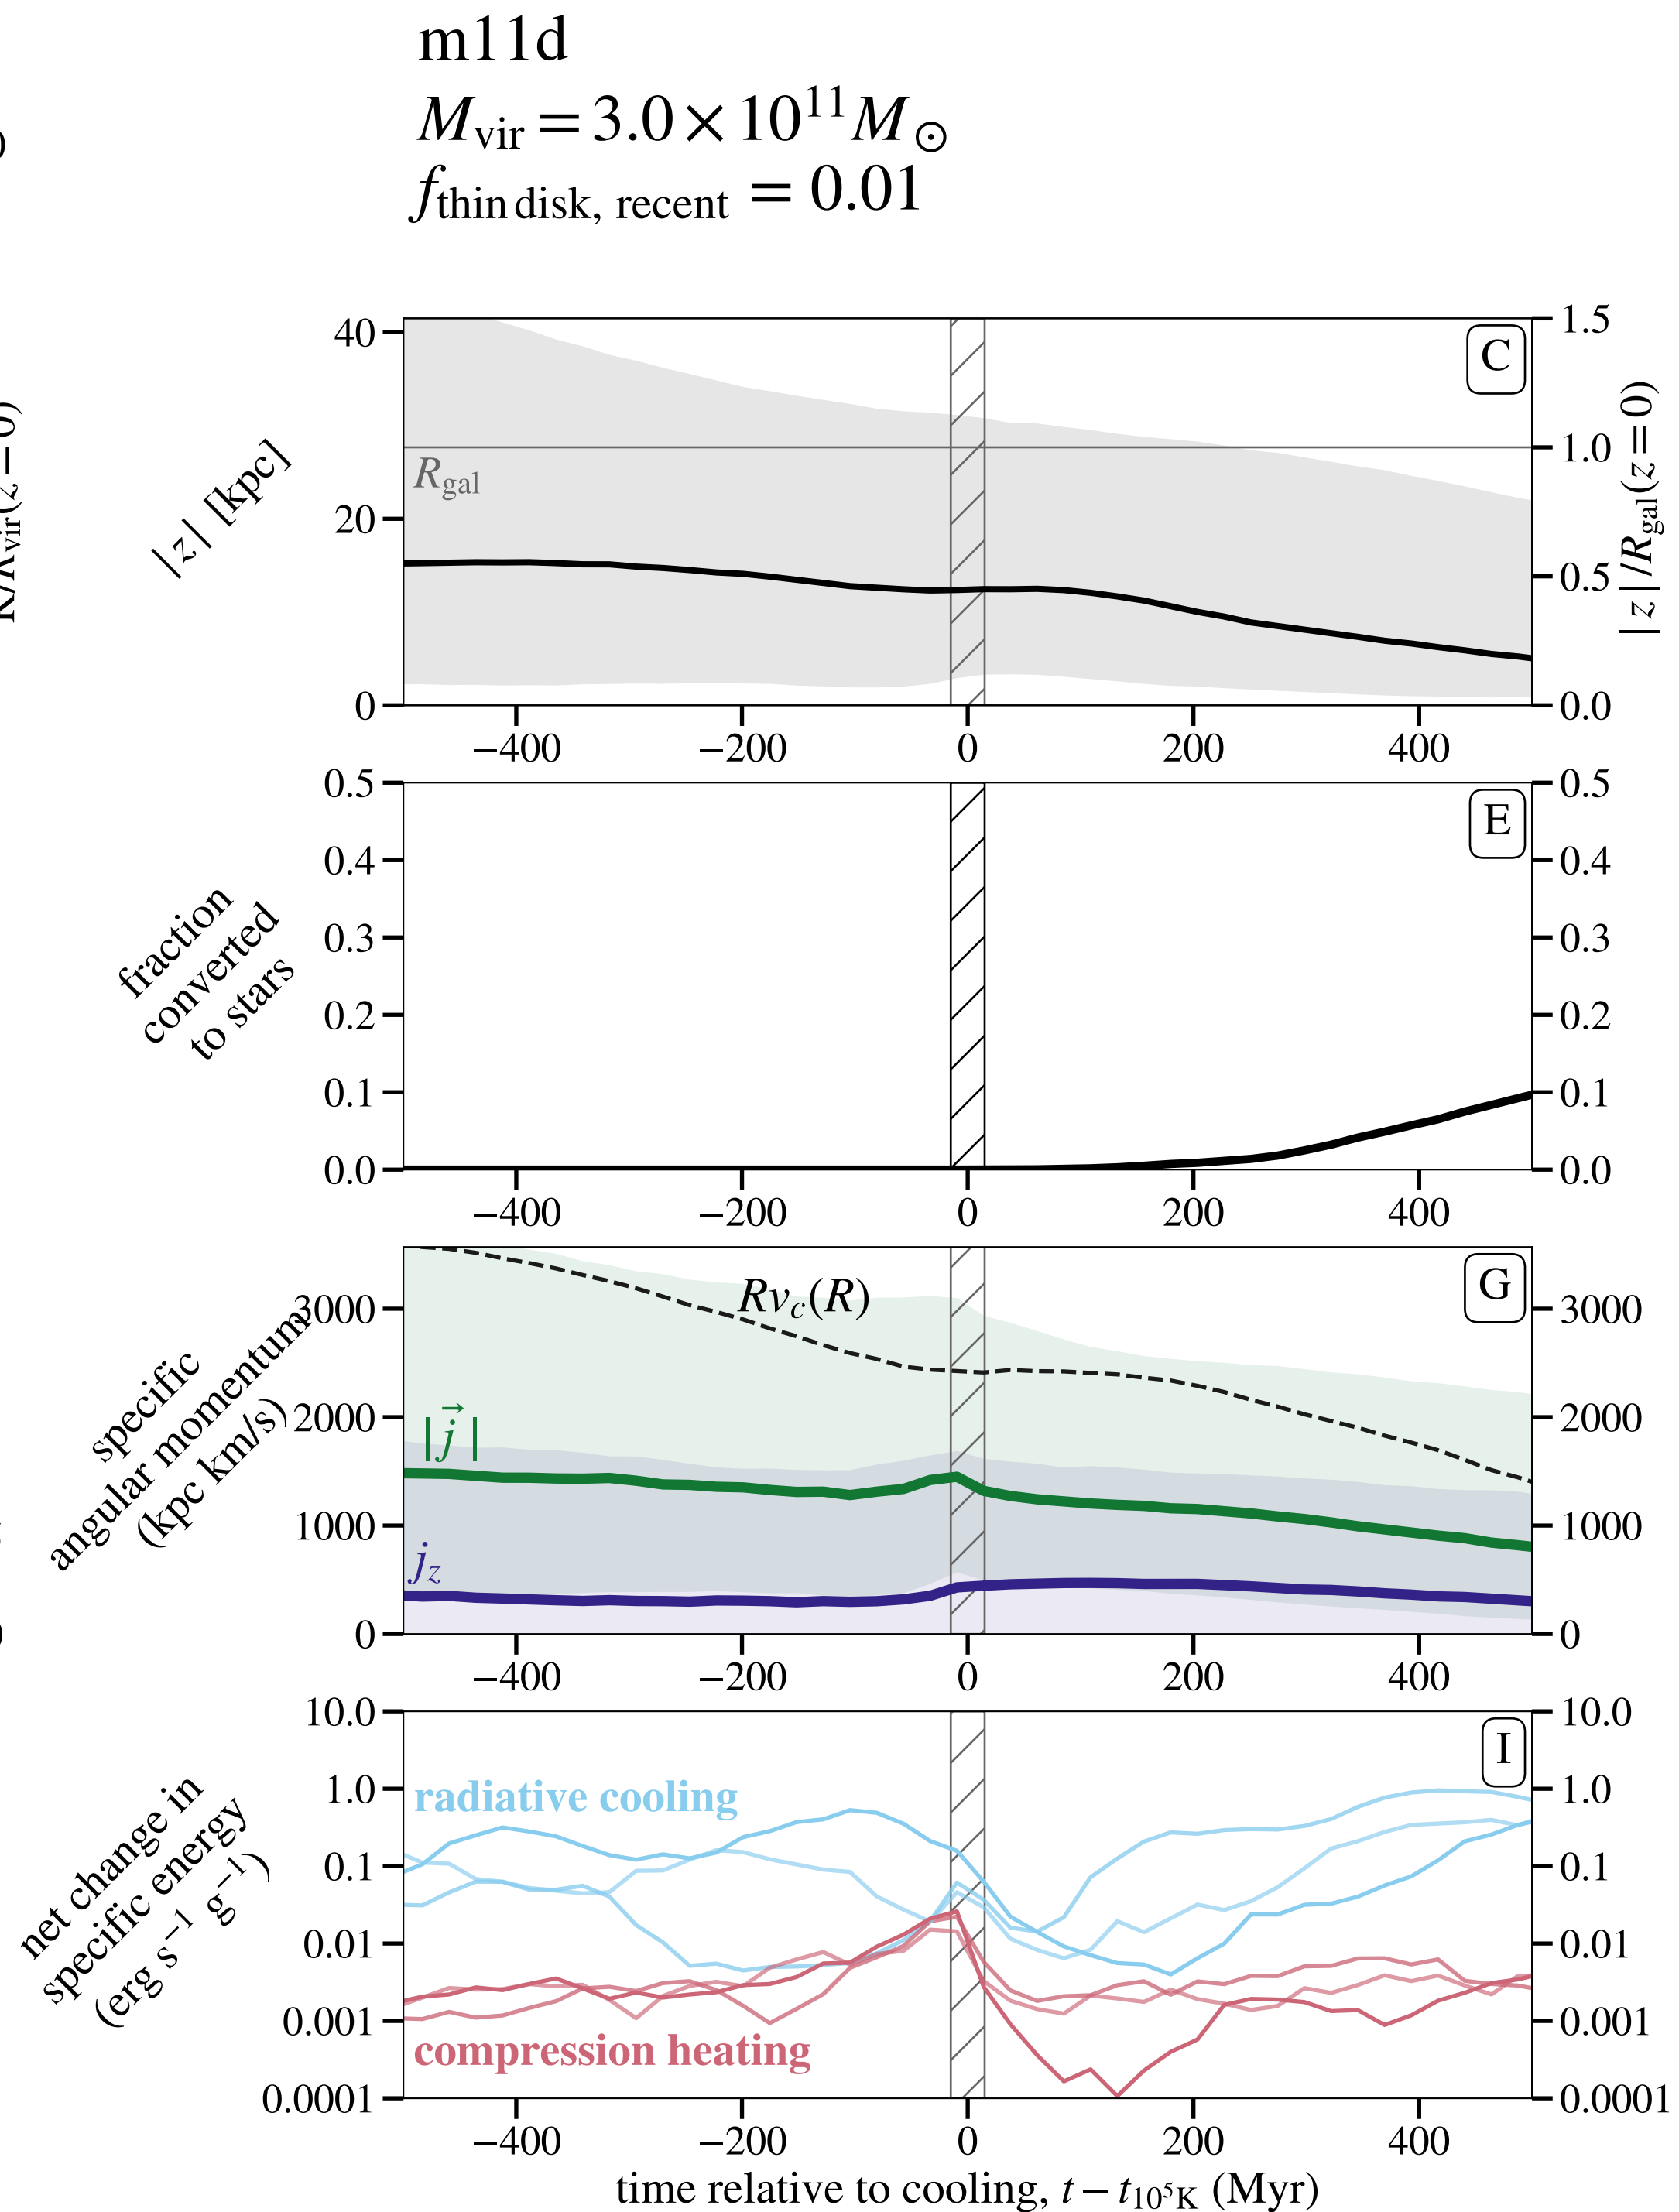 m11d
M_vir = 3.0 × 10^11 M_⊙
f_thin disk, recent = 0.01
|z| [kpc]
40
20
0
R_gal
C
1.5
1.0
0.5
0.0
|z|/R_gal(z=0)
−400 −200 0 200 400
fraction
converted
to stars
0.5
0.4
0.3
0.2
0.1
0.0
E
0.5
0.4
0.3
0.2
0.1
0.0
−400 −200 0 200 400
specific
angular momentum
(kpc km/s)
3000
2000
1000
0
Rv_c(R)
|j⃗|
j_z
G
3000
2000
1000
0
−400 −200 0 200 400
net change in
specific energy
(erg s^−1 g^−1)
10.0
1.0
0.1
0.01
0.001
0.0001
radiative cooling
compression heating
I
10.0
1.0
0.1
0.01
0.001
0.0001
−400 −200 0 200 400
time relative to cooling, t − t_10^5K (Myr)